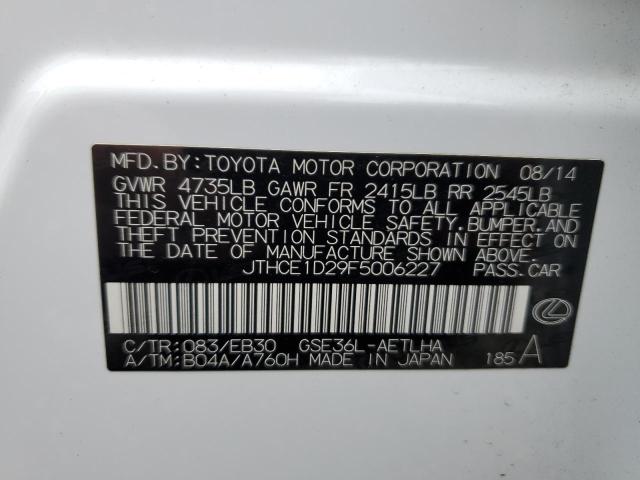 MFD.BY:TOYOTA MOTOR CORPORATION 08/14
GVWR 4735LB GAWR FR 2415LB RR 2545LB
THIS VEHICLE CONFORMS TO ALL APPLICABLE
FEDERAL MOTOR VEHICLE SAFETY,BUMPER,AND
THEFT PREVENTION STANDARDS IN EFFECT ON
THE DATE OF MANUFACTURE SHOWN ABOVE.
JTHCE1D29F5006227 PASS.CAR
C/TR:083/EB30 GSE36L-AETLHA
A/TM:B04A/A760H MADE IN JAPAN 185 A